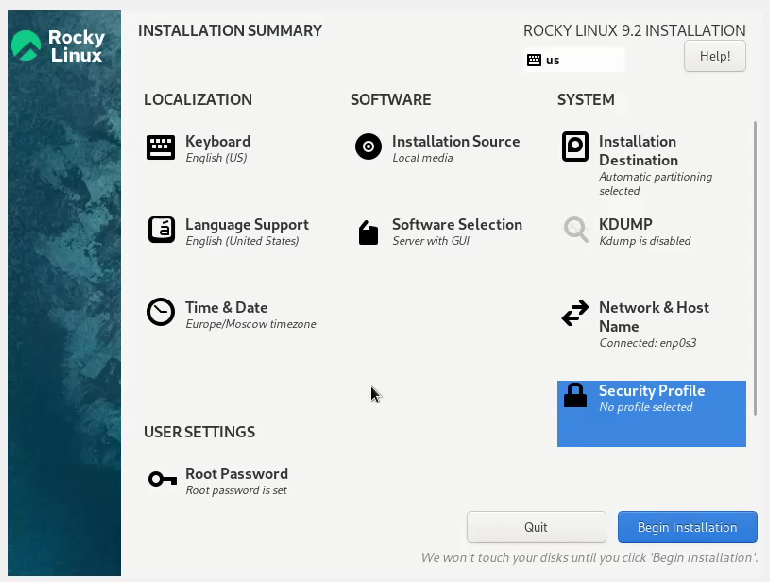 Rocky
Linux
INSTALLATION SUMMARY
ROCKY LINUX 9.2 INSTALLATION
us
Help!
LOCALIZATION
SOFTWARE
SYSTEM
Keyboard
English (US)
Installation Source
Local media
Installation
Destination
Automatic partitioning
selected
Language Support
English (United States)
Software Selection
Server with GUI
KDUMP
Kdump is disabled
Time & Date
Europe/Moscow timezone
Network & Host
Name
Connected: enp0s3
Security Profile
No profile selected
USER SETTINGS
Root Password
Root password is set
Quit
Begin Installation
We won't touch your disks until you click 'Begin Installation'.